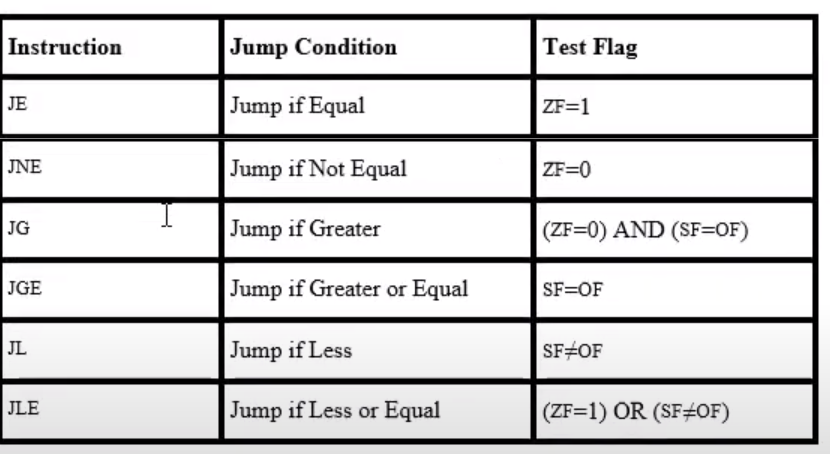 Instruction Jump Condition Test Flag
JE Jump if Equal ZF=1
JNE Jump if Not Equal ZF=0
JG Jump if Greater (ZF=0) AND (SF=OF)
JGE Jump if Greater or Equal SF=OF
JL Jump if Less SF≠OF
JLE Jump if Less or Equal (ZF=1) OR (SF≠OF)